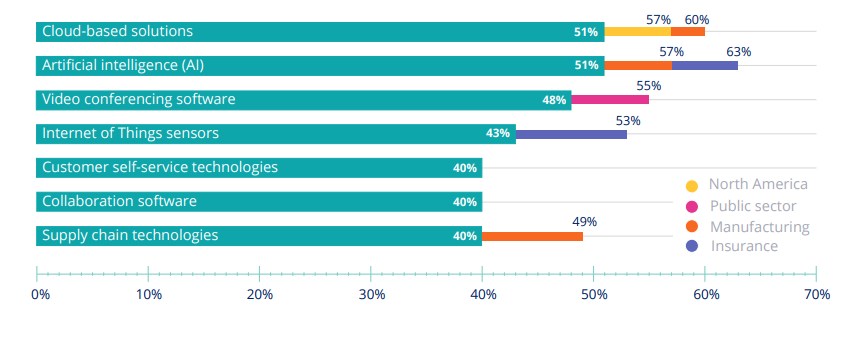 57% 60%
Cloud-based solutions 51%
57% 63%
Artificial intelligence (AI) 51%
55%
Video conferencing software 48%
53%
Internet of Things sensors 43%
Customer self-service technologies 40%
North America
Collaboration software 40%
Public sector
49%
Manufacturing
Supply chain technologies 40%
Insurance
0% 10% 20% 30% 40% 50% 60% 70%